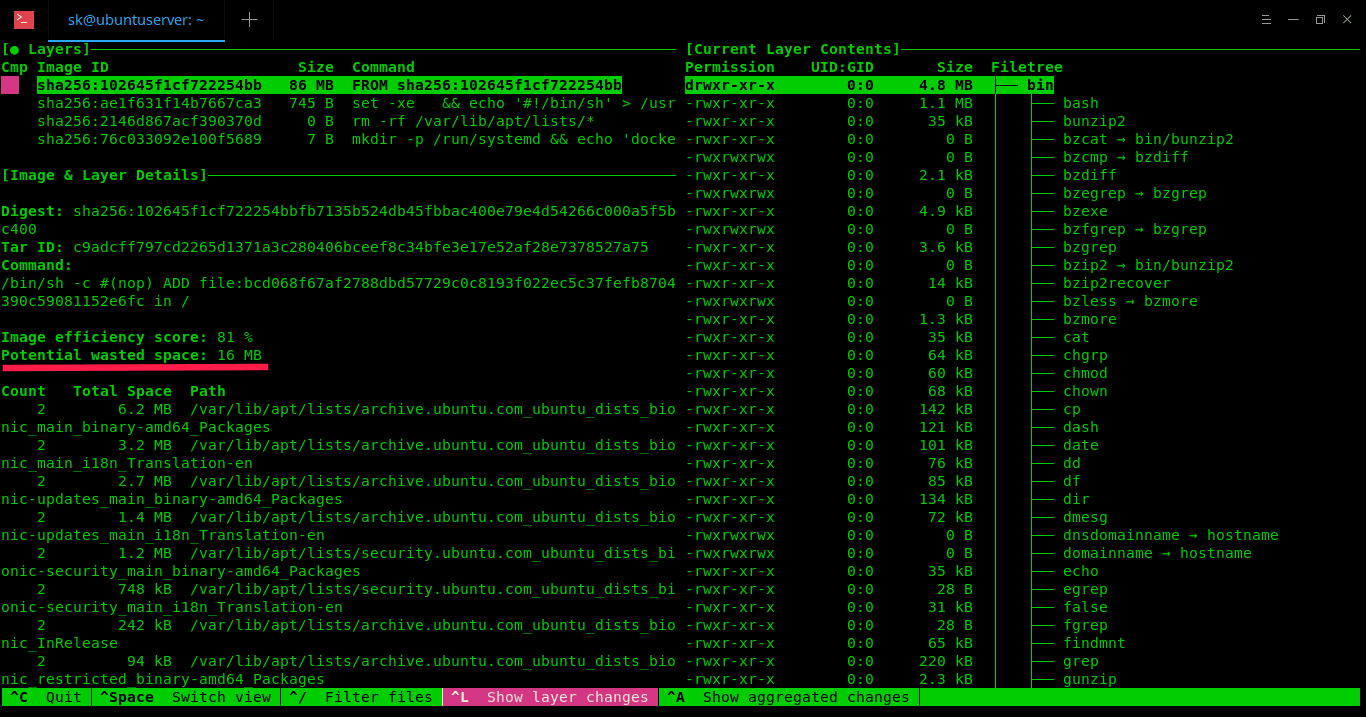 sk@ubuntuserver: ~
[● Layers]
Cmp Image ID Size Command
sha256:102645f1cf722254bb 86 MB FROM sha256:102645f1cf722254bb
sha256:ae1f631f14b7667ca3 745 B set -xe && echo '#!/bin/sh' > /usr
sha256:2146d867acf390370d 0 B rm -rf /var/lib/apt/lists/*
sha256:76c033092e100f5689 7 B mkdir -p /run/systemd && echo 'docke
[Image & Layer Details]
Digest: sha256:102645f1cf722254bbfb7135b524db45fbbac400e79e4d54266c000a5f5b
c400
Tar ID: c9adcff797cd2265d1371a3c280406bceef8c34bfe3e17e52af28e7378527a75
Command:
/bin/sh -c #(nop) ADD file:bcd068f67af2788dbd57729c0c8193f022ec5c37fefb8704
390c59081152e6fc in /
Image efficiency score: 81 %
Potential wasted space: 16 MB
Count Total Space Path
2 6.2 MB /var/lib/apt/lists/archive.ubuntu.com_ubuntu_dists_bio
nic_main_binary-amd64_Packages
2 3.2 MB /var/lib/apt/lists/archive.ubuntu.com_ubuntu_dists_bio
nic_main_i18n_Translation-en
2 2.7 MB /var/lib/apt/lists/archive.ubuntu.com_ubuntu_dists_bio
nic-updates_main_binary-amd64_Packages
2 1.4 MB /var/lib/apt/lists/archive.ubuntu.com_ubuntu_dists_bio
nic-updates_main_i18n_Translation-en
2 1.2 MB /var/lib/apt/lists/security.ubuntu.com_ubuntu_dists_bi
onic-security_main_binary-amd64_Packages
2 748 kB /var/lib/apt/lists/security.ubuntu.com_ubuntu_dists_bi
onic-security_main_i18n_Translation-en
2 242 kB /var/lib/apt/lists/archive.ubuntu.com_ubuntu_dists_bio
nic_InRelease
2 94 kB /var/lib/apt/lists/archive.ubuntu.com_ubuntu_dists_bio
nic_restricted_binary-amd64_Packages
[Current Layer Contents]
Permission UID:GID Size Filetree
drwxr-xr-x 0:0 4.8 MB ├── bin
-rwxr-xr-x 0:0 1.1 MB │ ├── bash
-rwxr-xr-x 0:0 35 kB │ ├── bunzip2
-rwxr-xr-x 0:0 0 B │ ├── bzcat → bin/bunzip2
-rwxrwxrwx 0:0 0 B │ ├── bzcmp → bzdiff
-rwxr-xr-x 0:0 2.1 kB │ ├── bzdiff
-rwxrwxrwx 0:0 0 B │ ├── bzegrep → bzgrep
-rwxr-xr-x 0:0 4.9 kB │ ├── bzexe
-rwxrwxrwx 0:0 0 B │ ├── bzfgrep → bzgrep
-rwxr-xr-x 0:0 3.6 kB │ ├── bzgrep
-rwxr-xr-x 0:0 0 B │ ├── bzip2 → bin/bunzip2
-rwxr-xr-x 0:0 14 kB │ ├── bzip2recover
-rwxrwxrwx 0:0 0 B │ ├── bzless → bzmore
-rwxr-xr-x 0:0 1.3 kB │ ├── bzmore
-rwxr-xr-x 0:0 35 kB │ ├── cat
-rwxr-xr-x 0:0 64 kB │ ├── chgrp
-rwxr-xr-x 0:0 60 kB │ ├── chmod
-rwxr-xr-x 0:0 68 kB │ ├── chown
-rwxr-xr-x 0:0 142 kB │ ├── cp
-rwxr-xr-x 0:0 121 kB │ ├── dash
-rwxr-xr-x 0:0 101 kB │ ├── date
-rwxr-xr-x 0:0 76 kB │ ├── dd
-rwxr-xr-x 0:0 85 kB │ ├── df
-rwxr-xr-x 0:0 134 kB │ ├── dir
-rwxr-xr-x 0:0 72 kB │ ├── dmesg
-rwxrwxrwx 0:0 0 B │ ├── dnsdomainname → hostname
-rwxrwxrwx 0:0 0 B │ ├── domainname → hostname
-rwxr-xr-x 0:0 35 kB │ ├── echo
-rwxr-xr-x 0:0 28 B │ ├── egrep
-rwxr-xr-x 0:0 31 kB │ ├── false
-rwxr-xr-x 0:0 28 B │ ├── fgrep
-rwxr-xr-x 0:0 65 kB │ ├── findmnt
-rwxr-xr-x 0:0 220 kB │ ├── grep
-rwxr-xr-x 0:0 2.3 kB │ ├── gunzip
^C Quit ^Space Switch view ^/ Filter files ^L Show layer changes ^A Show aggregated changes